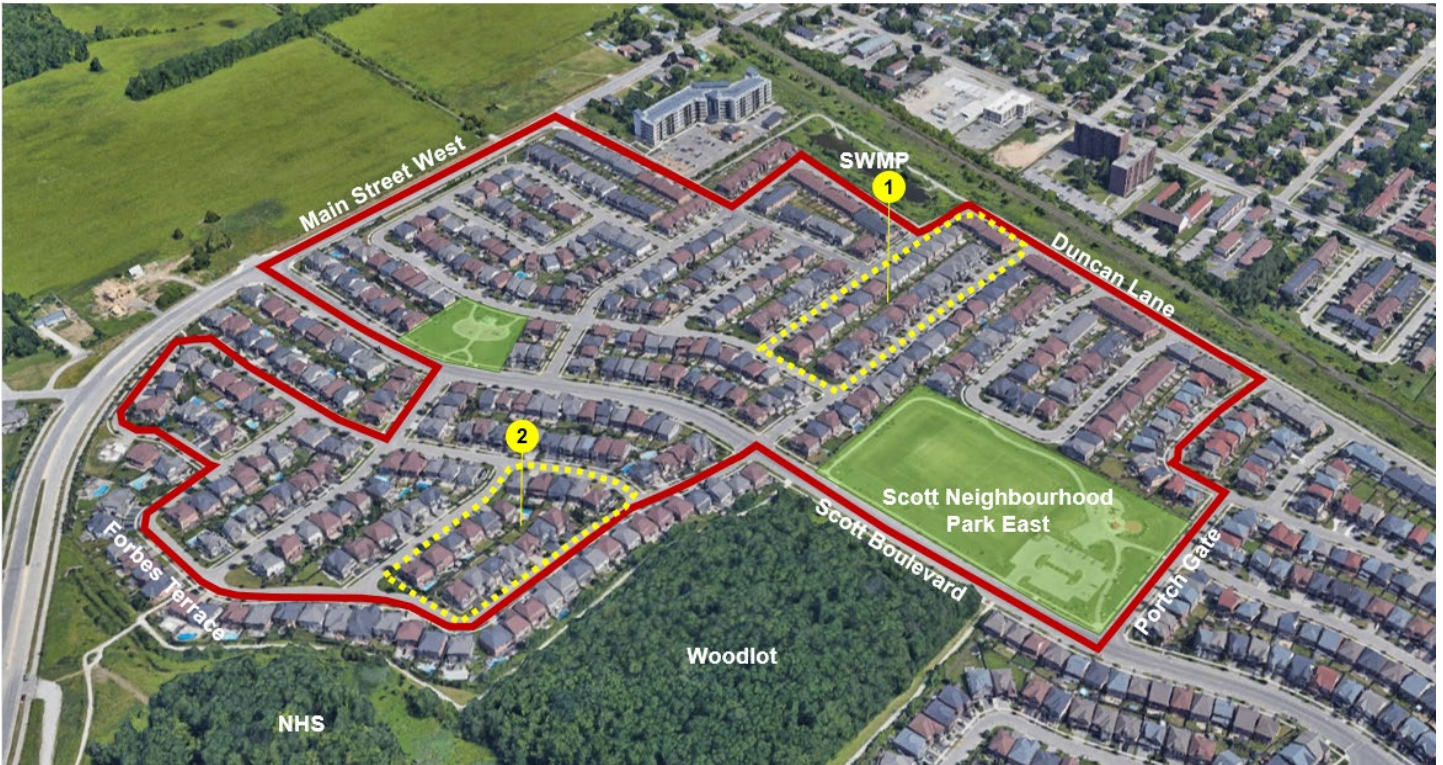 Main Street West
SWMP
1
Duncan Lane
2
Scott Neighbourhood
Park East
Scott Boulevard
Portch Gate
Forbes Terrace
Woodlot
NHS